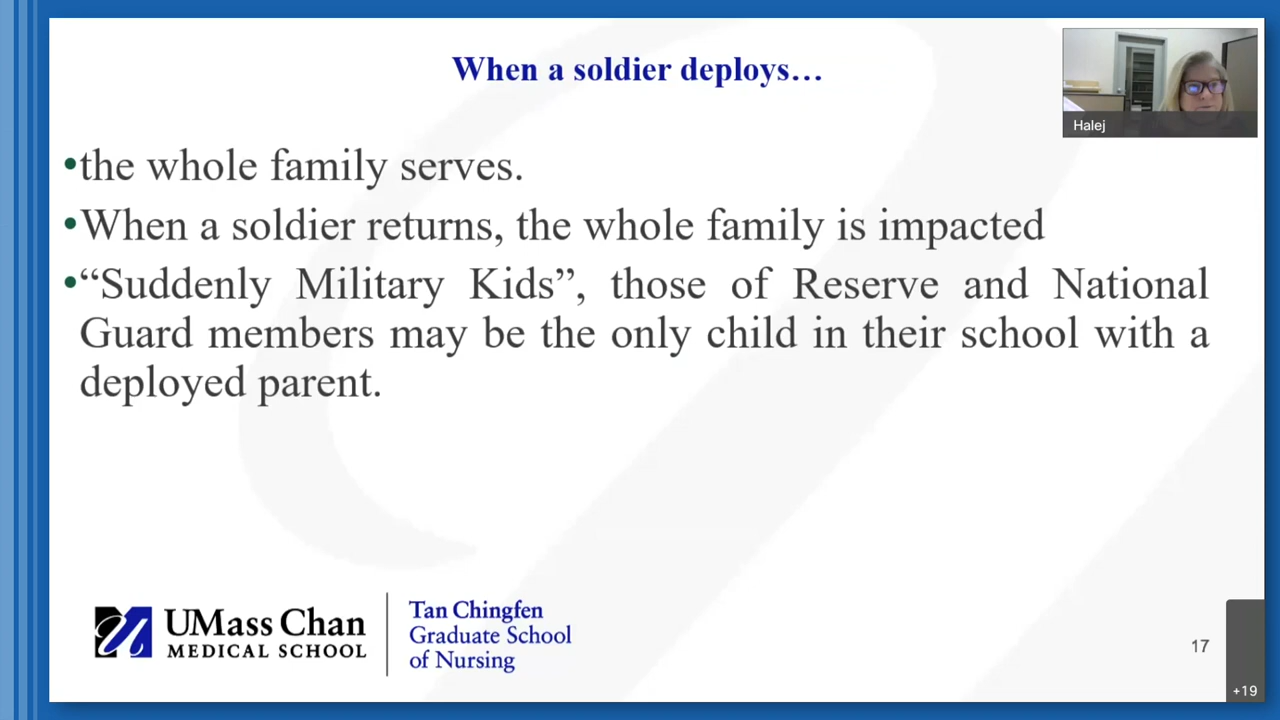 When a soldier deploys…
Halej
•the whole family serves.
•When a soldier returns, the whole family is impacted
•“Suddenly Military Kids”, those of Reserve and National
Guard members may be the only child in their school with a
deployed parent.
UMass Chan
MEDICAL SCHOOL
Tan Chingfen
Graduate School
of Nursing
17
+19